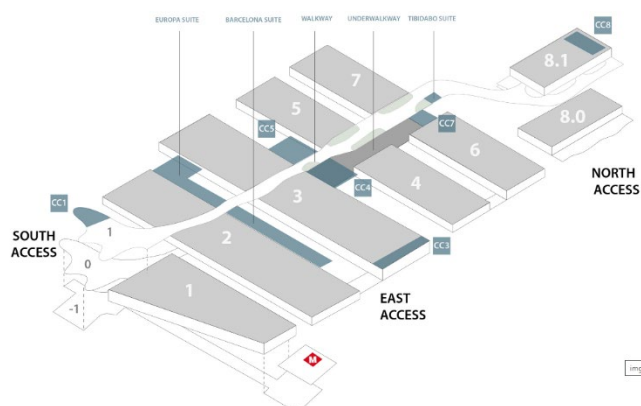 EUROPA SUITE
BARCELONA SUITE
WALKWAY
UNDERWALKWAY
TIBIDABO SUITE
CC8
8.1
7
5
8.0
CC5
CC7
6
CC4
4
3
CC1
1
SOUTH
ACCESS
NORTH
ACCESS
2
CC3
0
-1
1
EAST
ACCESS
M
img